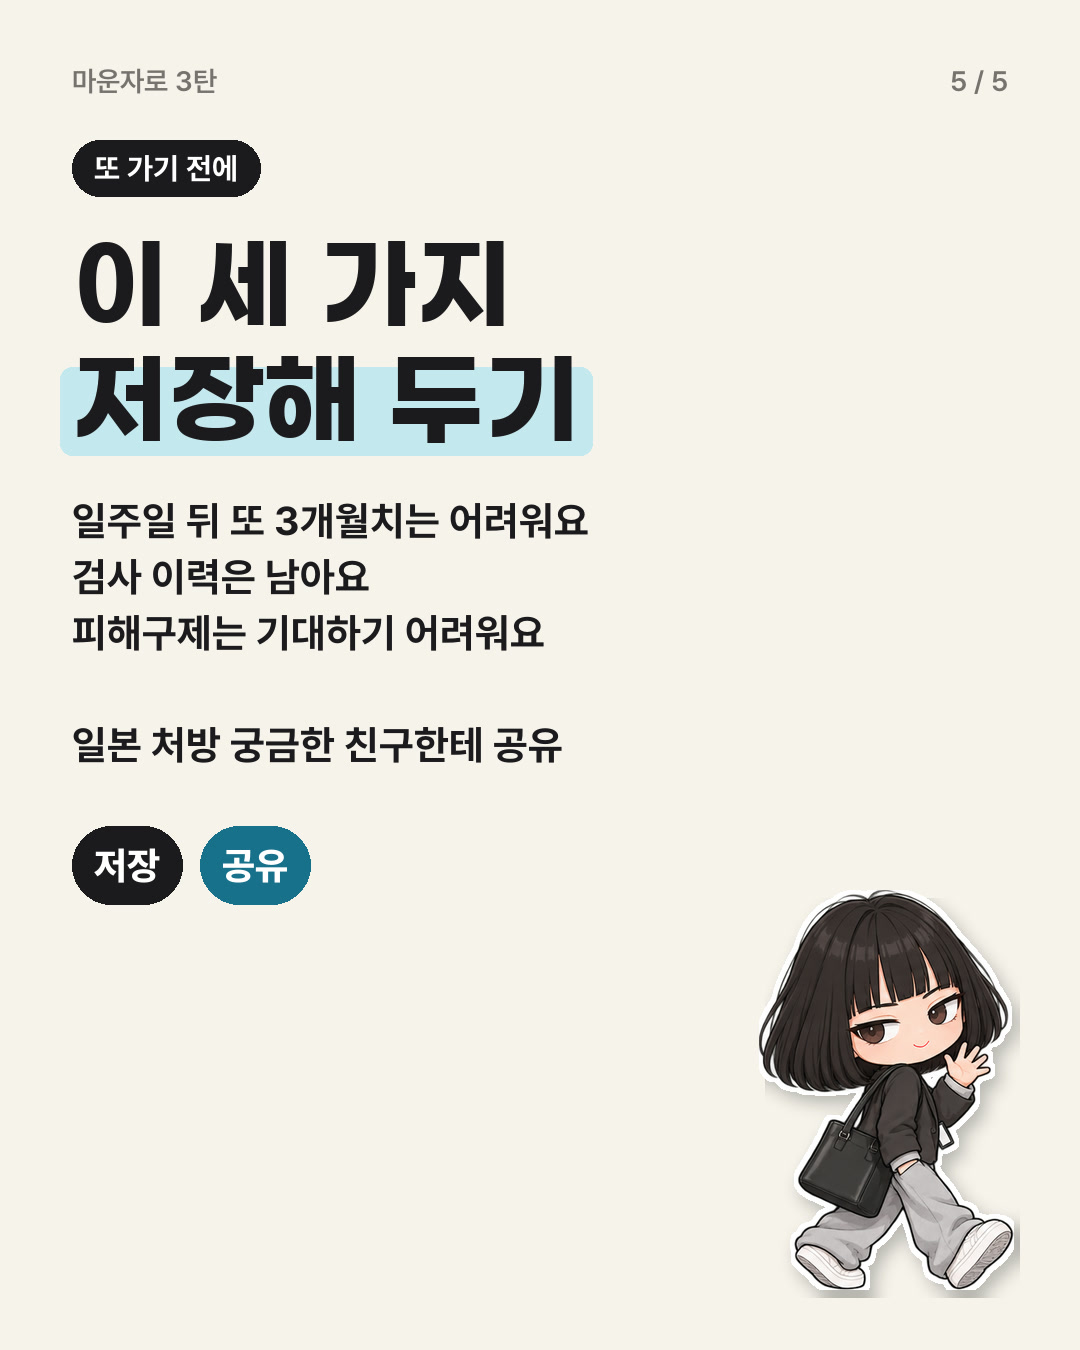 마운자로 3탄
5 / 5
또 가기 전에
이 세 가지
저장해 두기
일주일 뒤 또 3개월치는 어려워요
검사 이력은 남아요
피해구제는 기대하기 어려워요
일본 처방 궁금한 친구한테 공유
저장
공유